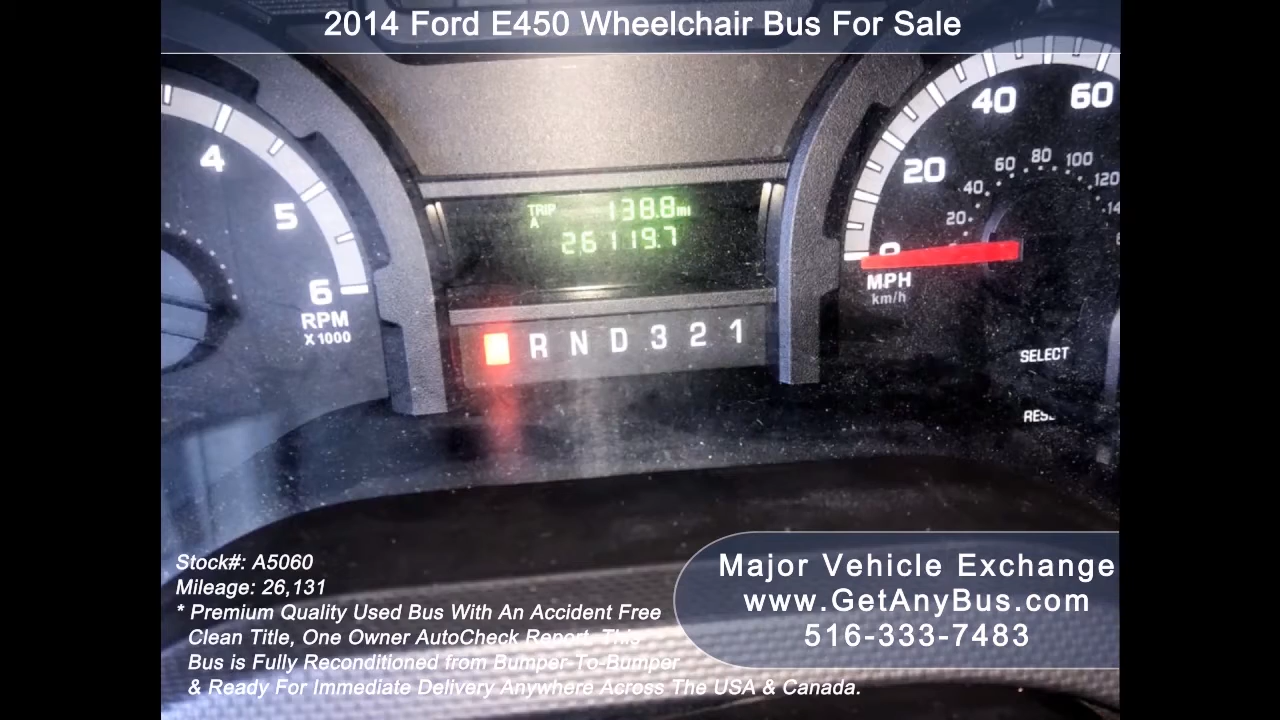 2014 Ford E450 Wheelchair Bus For Sale
40 60
4
20
60 80 100
40 120
5
TRIP 138.8 mi
A
26119.7
20
0
6
MPH
km/h
RPM
X1000
R N D 3 2 1
SELECT
Stock#: A5060
Mileage: 26,131
* Premium Quality Used Bus With An Accident Free
Clean Title, One Owner AutoCheck Report. This
Bus is Fully Reconditioned from Bumper-To-Bumper
& Ready For Immediate Delivery Anywhere Across The USA & Canada.
Major Vehicle Exchange
www.GetAnyBus.com
516-333-7483